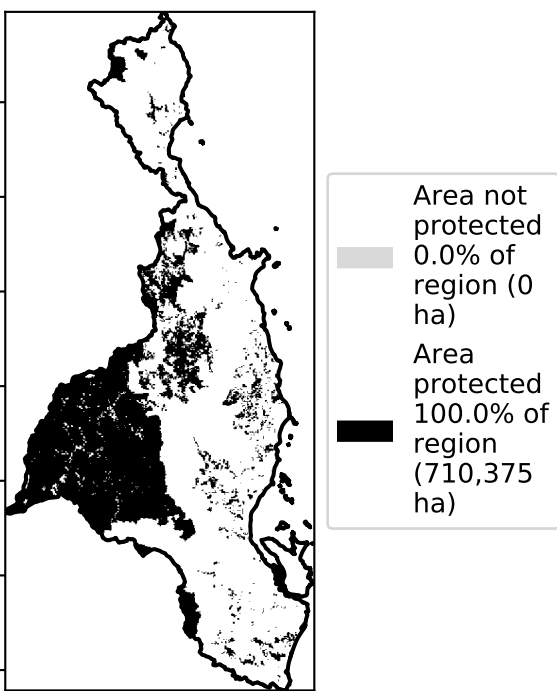 Area not
protected
0.0% of
region (0
ha)
Area
protected
100.0% of
region
(710,375
ha)